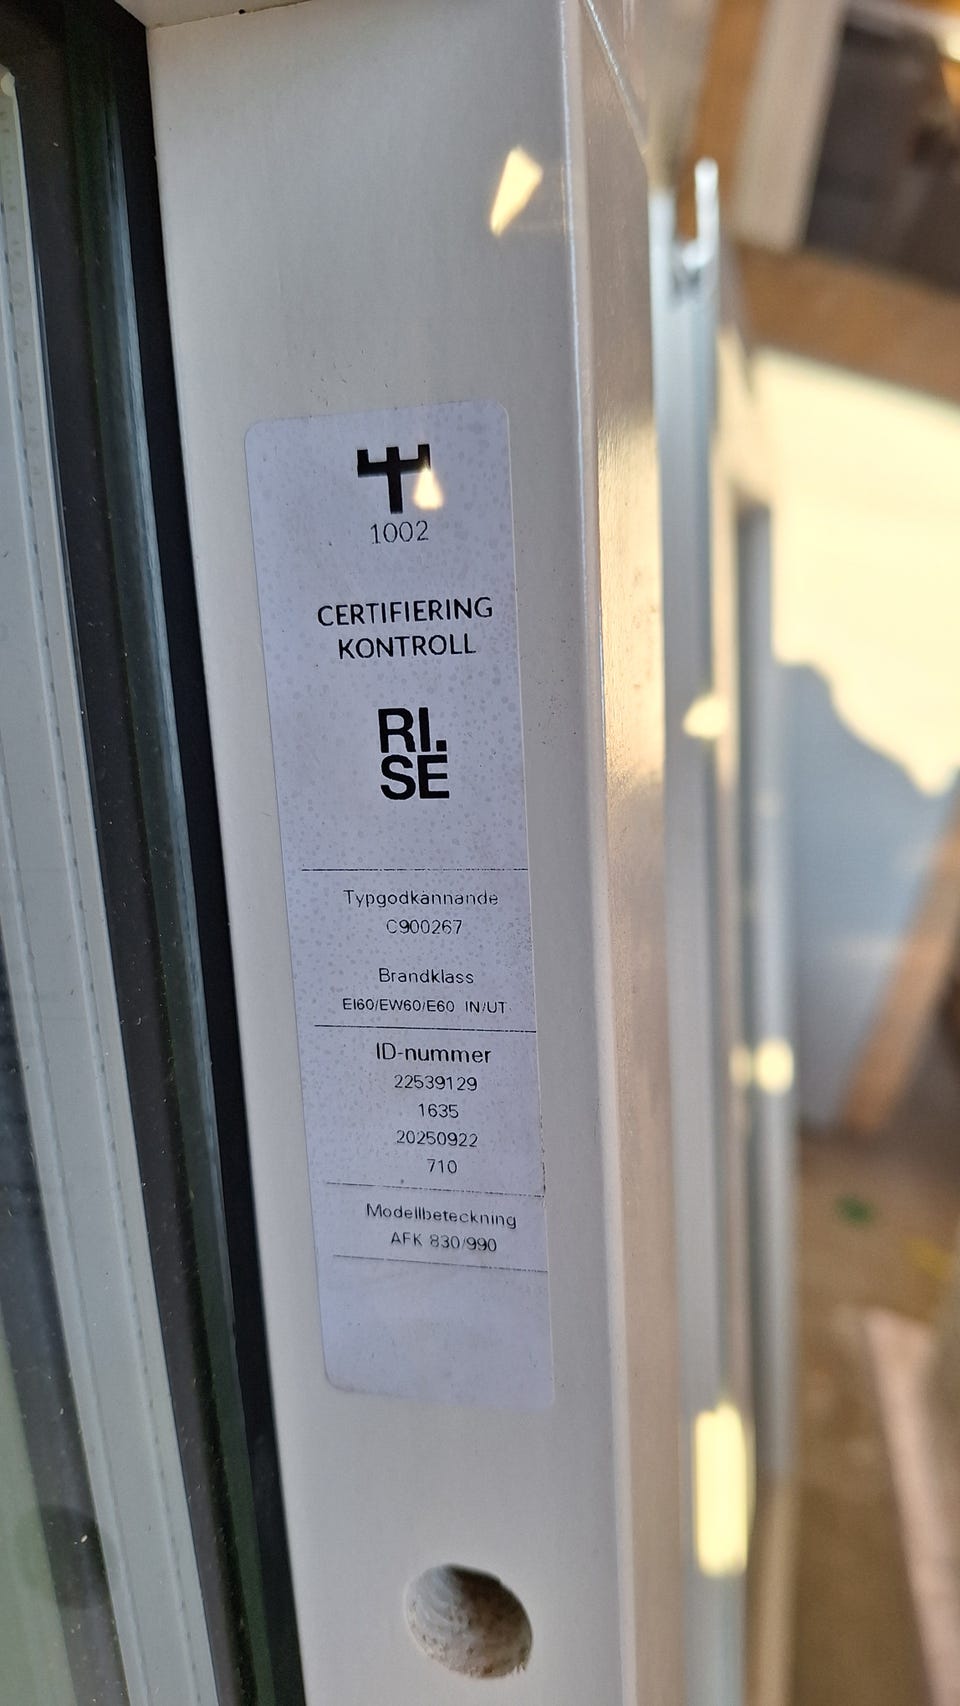 1002
CERTIFIERING
KONTROLL
RI.
SE
Typgodkännande
C900267
Brandklass
EI60/EW60/E60 IN/UT
ID-nummer
22539129
1635
20250922
710
Modellbeteckning
AFK 830/990